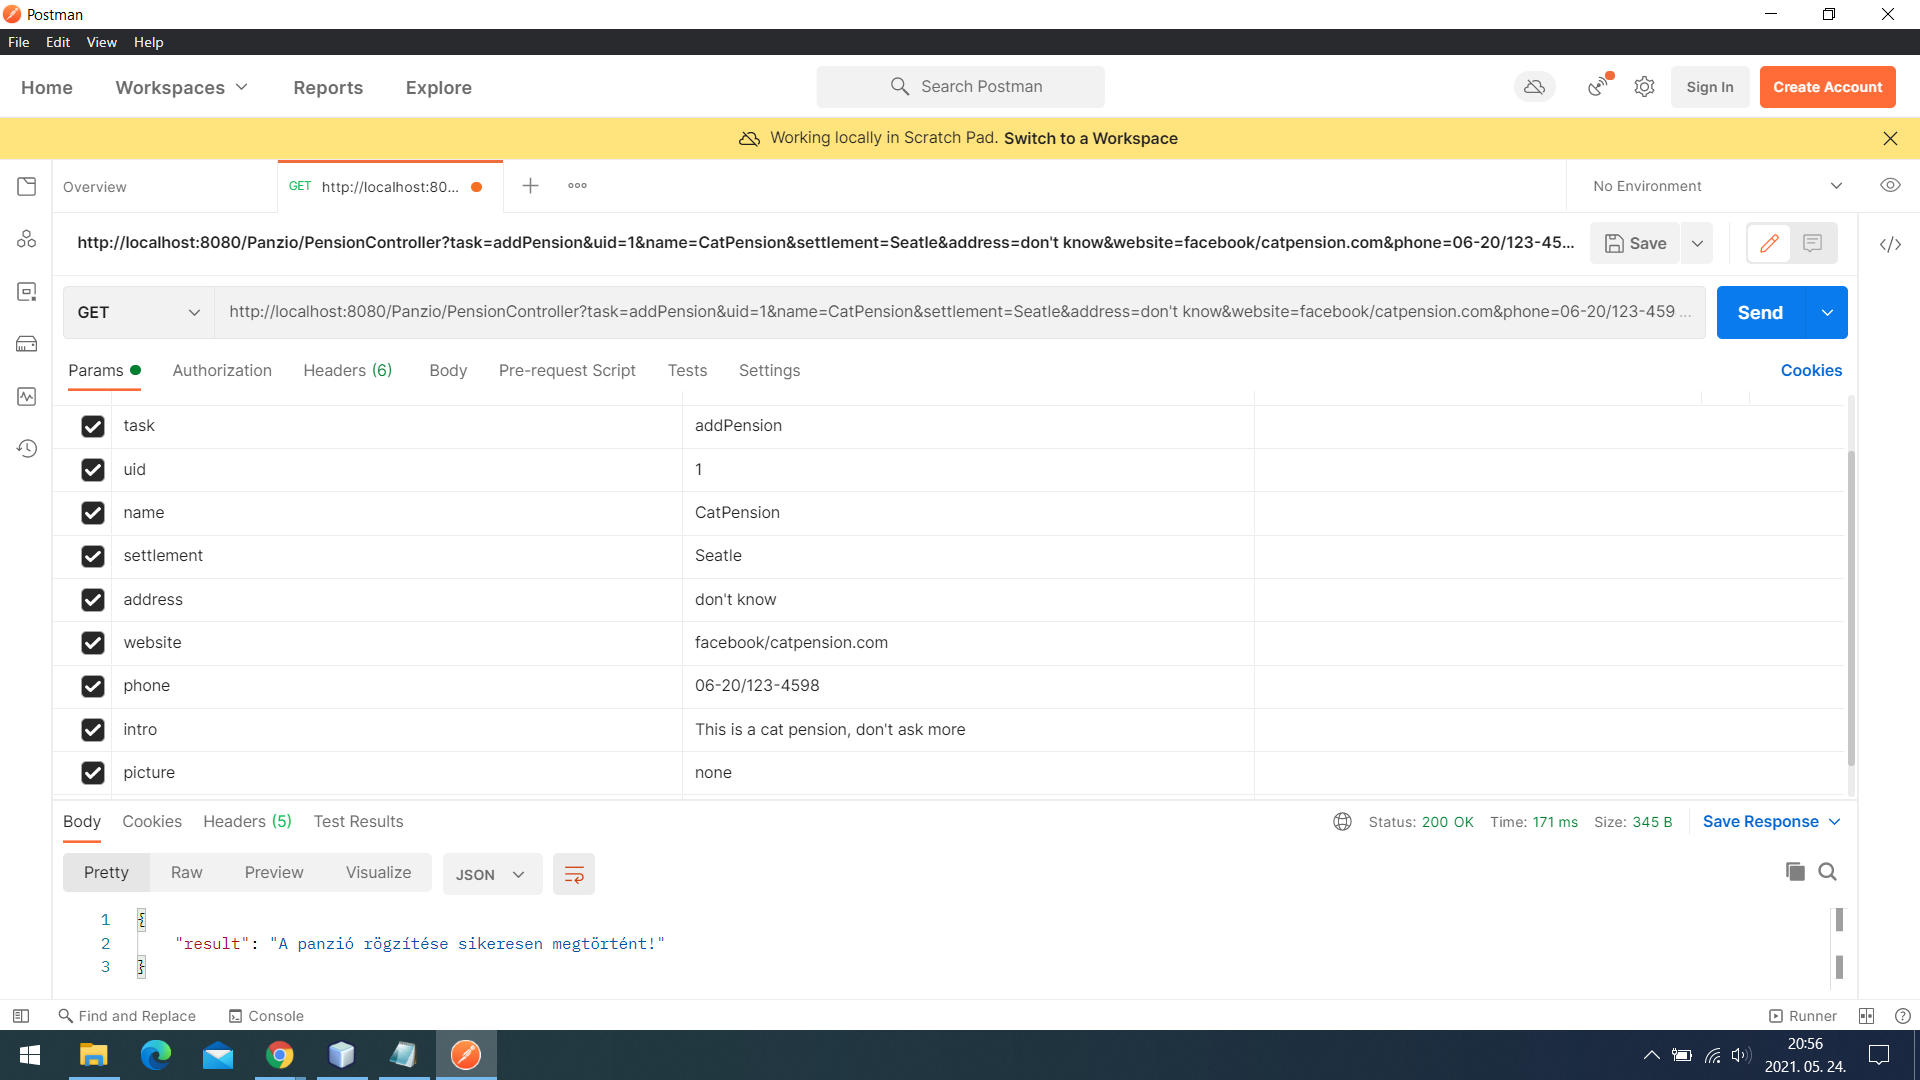 Postman
File Edit View Help
Home Workspaces Reports Explore Search Postman Sign In Create Account
Working locally in Scratch Pad. Switch to a Workspace
Overview GET http://localhost:80... No Environment
http://localhost:8080/Panzio/PensionController?task=addPension&uid=1&name=CatPension&settlement=Seatle&address=don't know&website=facebook/catpension.com&phone=06-20/123-45... Save
GET http://localhost:8080/Panzio/PensionController?task=addPension&uid=1&name=CatPension&settlement=Seatle&address=don't know&website=facebook/catpension.com&phone=06-20/123-459 ... Send
Params Authorization Headers (6) Body Pre-request Script Tests Settings Cookies
task addPension
uid 1
name CatPension
settlement Seatle
address don't know
website facebook/catpension.com
phone 06-20/123-4598
intro This is a cat pension, don't ask more
picture none
Body Cookies Headers (5) Test Results Status: 200 OK Time: 171 ms Size: 345 B Save Response
Pretty Raw Preview Visualize JSON
1 {
2 "result": "A panzió rögzítése sikeresen megtörtént!"
3 }
Find and Replace Console Runner
20:56
2021. 05. 24.